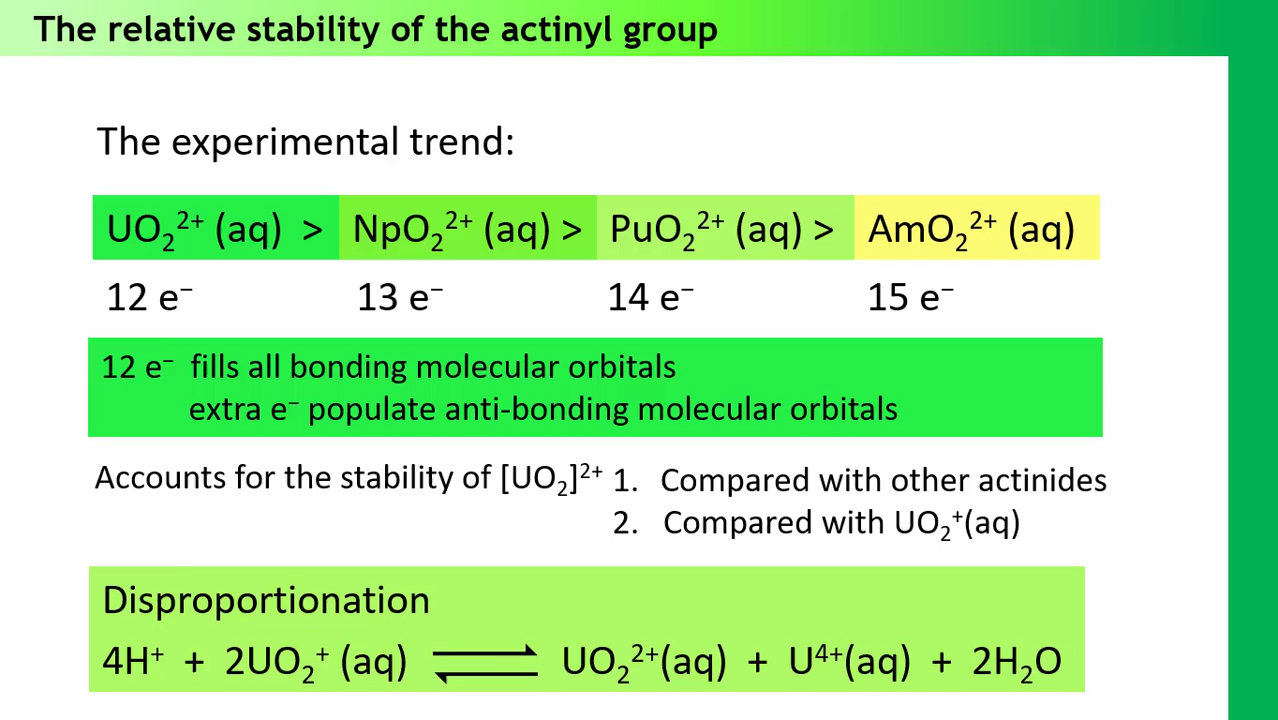 The relative stability of the actinyl group
The experimental trend:
UO₂²⁺ (aq) > NpO₂²⁺ (aq) > PuO₂²⁺ (aq) > AmO₂²⁺ (aq)
12 e⁻ 13 e⁻ 14 e⁻ 15 e⁻
12 e⁻ fills all bonding molecular orbitals
extra e⁻ populate anti-bonding molecular orbitals
Accounts for the stability of [UO₂]²⁺ 1. Compared with other actinides
2. Compared with UO₂⁺(aq)
Disproportionation
4H⁺ + 2UO₂⁺ (aq) ⇌ UO₂²⁺(aq) + U⁴⁺(aq) + 2H₂O